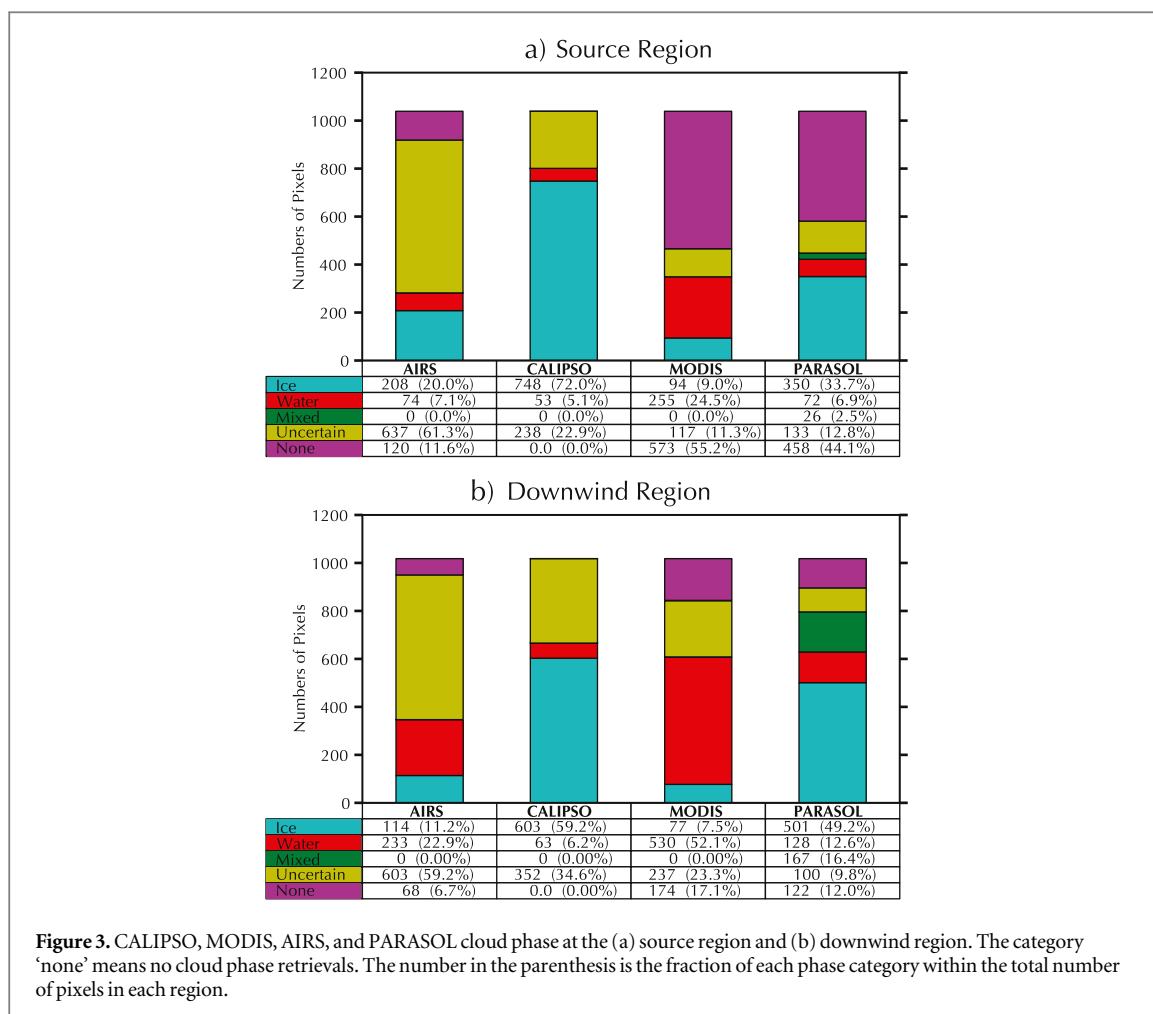 a) Source Region
1200
1000
800
600
400
200
0
Numbers of Pixels
AIRS CALIPSO MODIS PARASOL
Ice 208 (20.0%) 748 (72.0%) 94 (9.0%) 350 (33.7%)
Water 74 (7.1%) 53 (5.1%) 255 (24.5%) 72 (6.9%)
Mixed 0 (0.0%) 0 (0.0%) 0 (0.0%) 26 (2.5%)
Uncertain 637 (61.3%) 238 (22.9%) 117 (11.3%) 133 (12.8%)
None 120 (11.6%) 0.0 (0.0%) 573 (55.2%) 458 (44.1%)
b) Downwind Region
1200
1000
800
600
400
200
0
Numbers of Pixels
AIRS CALIPSO MODIS PARASOL
Ice 114 (11.2%) 603 (59.2%) 77 (7.5%) 501 (49.2%)
Water 233 (22.9%) 63 (6.2%) 530 (52.1%) 128 (12.6%)
Mixed 0 (0.00%) 0 (0.00%) 0 (0.00%) 167 (16.4%)
Uncertain 603 (59.2%) 352 (34.6%) 237 (23.3%) 100 (9.8%)
None 68 (6.7%) 0.0 (0.00%) 174 (17.1%) 122 (12.0%)
Figure 3. CALIPSO, MODIS, AIRS, and PARASOL cloud phase at the (a) source region and (b) downwind region. The category
‘none’ means no cloud phase retrievals. The number in the parenthesis is the fraction of each phase category within the total number
of pixels in each region.